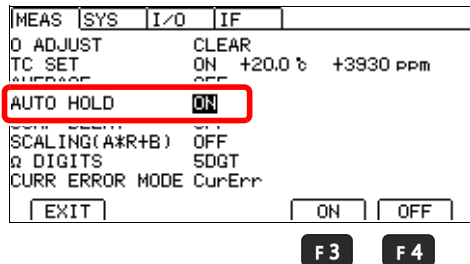 MEAS SYS I/O IF
0 ADJUST CLEAR
TC SET ON +20.0 ℃ +3930 ppm
AUTO HOLD ON
SCALING(A*R+B) OFF
Ω DIGITS 5DGT
CURR ERROR MODE CurErr
EXIT ON OFF
F3 F4